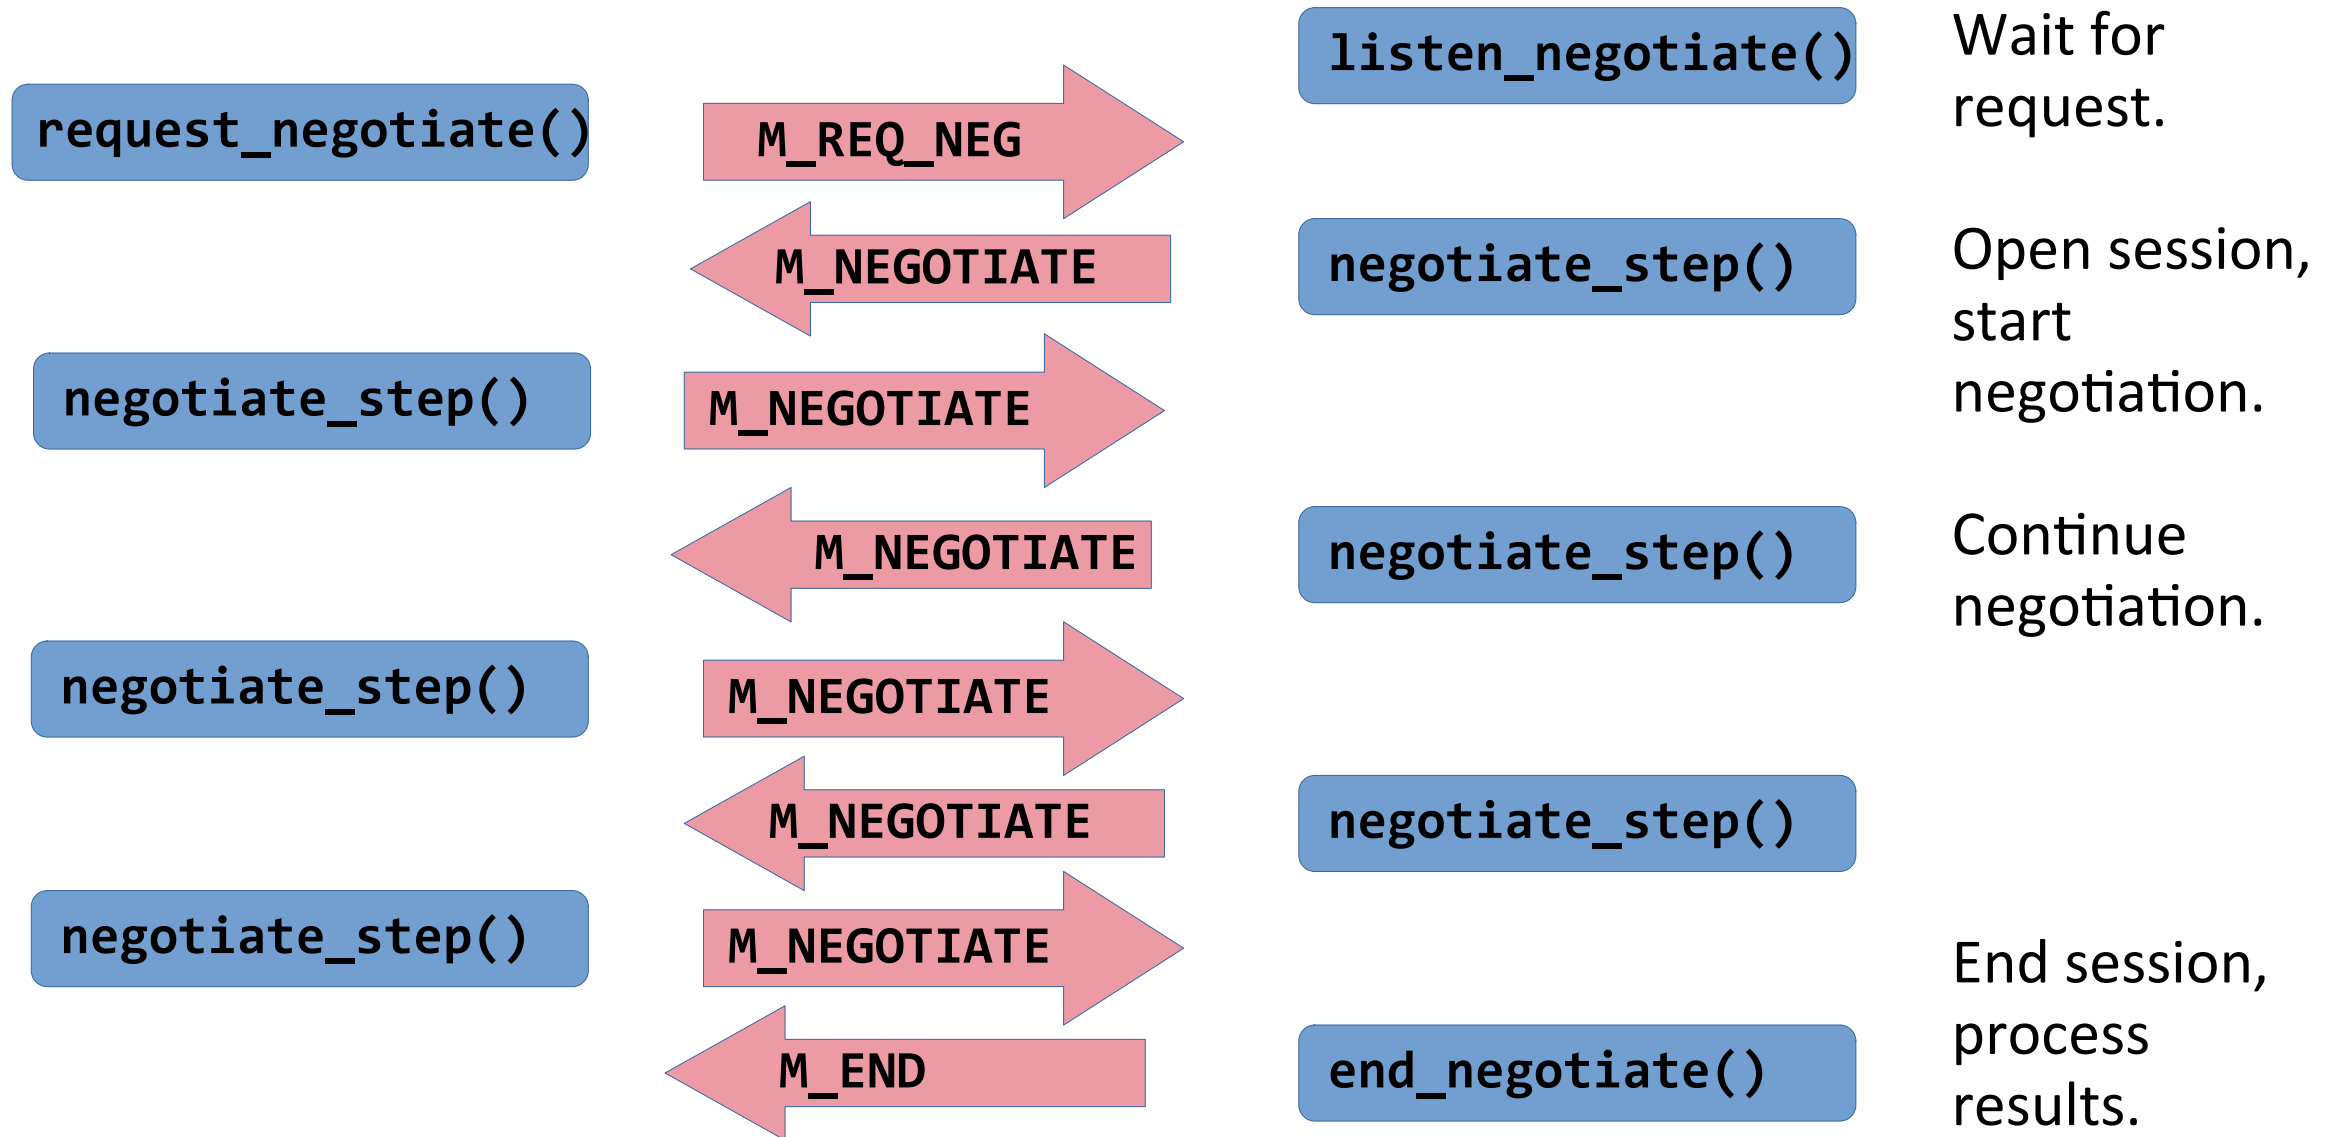 listen_negotiate()
Wait for
request.
request_negotiate()
M_REQ_NEG
M_NEGOTIATE
negotiate_step()
Open session,
start
negotiation.
negotiate_step()
M_NEGOTIATE
M_NEGOTIATE
negotiate_step()
Continue
negotiation.
negotiate_step()
M_NEGOTIATE
M_NEGOTIATE
negotiate_step()
negotiate_step()
M_NEGOTIATE
M_END
end_negotiate()
End session,
process
results.